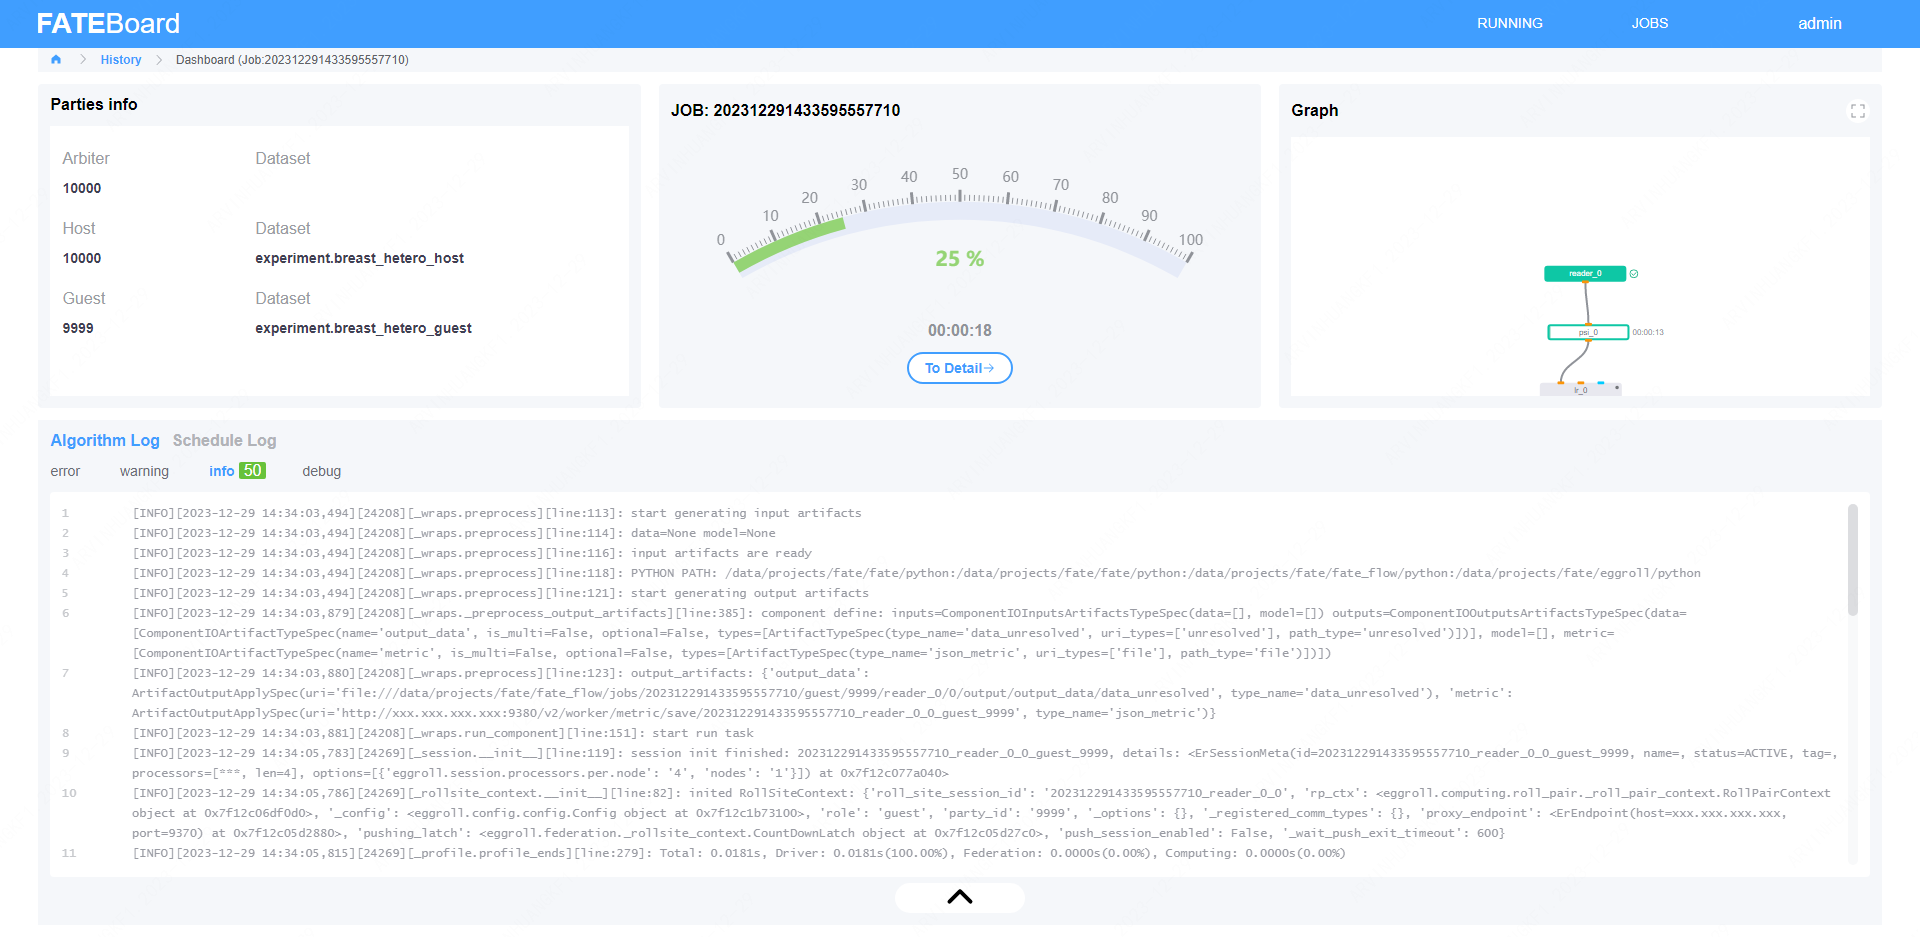 FATEBoard
RUNNING
JOBS
admin
History
Dashboard (Job:202312291433595557710)
Parties info
Arbiter Dataset
10000
Host Dataset
10000 experiment.breast_hetero_host
Guest Dataset
9999 experiment.breast_hetero_guest
JOB: 202312291433595557710
0 10 20 30 40 50 60 70 80 90 100
25 %
00:00:18
To Detail
Graph
reader_0
psi_0 00:00:13
lr_0
Algorithm Log Schedule Log
error warning info 50 debug
1 [INFO][2023-12-29 14:34:03,494][24208][_wraps.preprocess][line:113]: start generating input artifacts
2 [INFO][2023-12-29 14:34:03,494][24208][_wraps.preprocess][line:114]: data=None model=None
3 [INFO][2023-12-29 14:34:03,494][24208][_wraps.preprocess][line:116]: input artifacts are ready
4 [INFO][2023-12-29 14:34:03,494][24208][_wraps.preprocess][line:118]: PYTHON PATH: /data/projects/fate/fate/python:/data/projects/fate/fate/python:/data/projects/fate/fate_flow/python:/data/projects/fate/eggroll/python
5 [INFO][2023-12-29 14:34:03,494][24208][_wraps.preprocess][line:121]: start generating output artifacts
6 [INFO][2023-12-29 14:34:03,879][24208][_wraps._preprocess_output_artifacts][line:385]: component define: inputs=ComponentIOInputsArtifactsTypeSpec(data=[], model=[]) outputs=ComponentIOOutputsArtifactsTypeSpec(data=
[ComponentIOArtifactTypeSpec(name='output_data', is_multi=False, optional=False, types=[ArtifactTypeSpec(type_name='data_unresolved', uri_types=['unresolved'], path_type='unresolved')])], model=[], metric=
[ComponentIOArtifactTypeSpec(name='metric', is_multi=False, optional=False, types=[ArtifactTypeSpec(type_name='json_metric', uri_types=['file'], path_type='file')])])
7 [INFO][2023-12-29 14:34:03,880][24208][_wraps.preprocess][line:123]: output_artifacts: {'output_data':
ArtifactOutputApplySpec(uri='file:///data/projects/fate/fate_flow/jobs/202312291433595557710/guest/9999/reader_0/0/output/output_data/data_unresolved', type_name='data_unresolved'), 'metric':
ArtifactOutputApplySpec(uri='http://xxx.xxx.xxx.xxx:9380/v2/worker/metric/save/202312291433595557710_reader_0_0_guest_9999', type_name='json_metric')}
8 [INFO][2023-12-29 14:34:03,881][24208][_wraps.run_component][line:151]: start run task
9 [INFO][2023-12-29 14:34:05,783][24269][_session.__init__][line:119]: session init finished: 202312291433595557710_reader_0_0_guest_9999, details: <ErSessionMeta(id=202312291433595557710_reader_0_0_guest_9999, name=, status=ACTIVE, tag=,
processors=[***, len=4], options=[{'eggroll.session.processors.per.node': '4', 'nodes': '1'}]) at 0x7f12c077a040>
10 [INFO][2023-12-29 14:34:05,786][24269][_rollsite_context.__init__][line:82]: inited RollSiteContext: {'roll_site_session_id': '202312291433595557710_reader_0_0', 'rp_ctx': <eggroll.computing.roll_pair._roll_pair_context.RollPairContext
object at 0x7f12c06df0d0>, '_config': <eggroll.config.config.Config object at 0x7f12c1b73100>, 'role': 'guest', 'party_id': '9999', '_options': {}, '_registered_comm_types': {}, 'proxy_endpoint': <ErEndpoint(host=xxx.xxx.xxx.xxx,
port=9370) at 0x7f12c05d2880>, 'pushing_latch': <eggroll.federation._rollsite_context.CountDownLatch object at 0x7f12c05d27c0>, 'push_session_enabled': False, '_wait_push_exit_timeout': 600}
11 [INFO][2023-12-29 14:34:05,815][24269][_profile.profile_ends][line:279]: Total: 0.0181s, Driver: 0.0181s(100.00%), Federation: 0.0000s(0.00%), Computing: 0.0000s(0.00%)